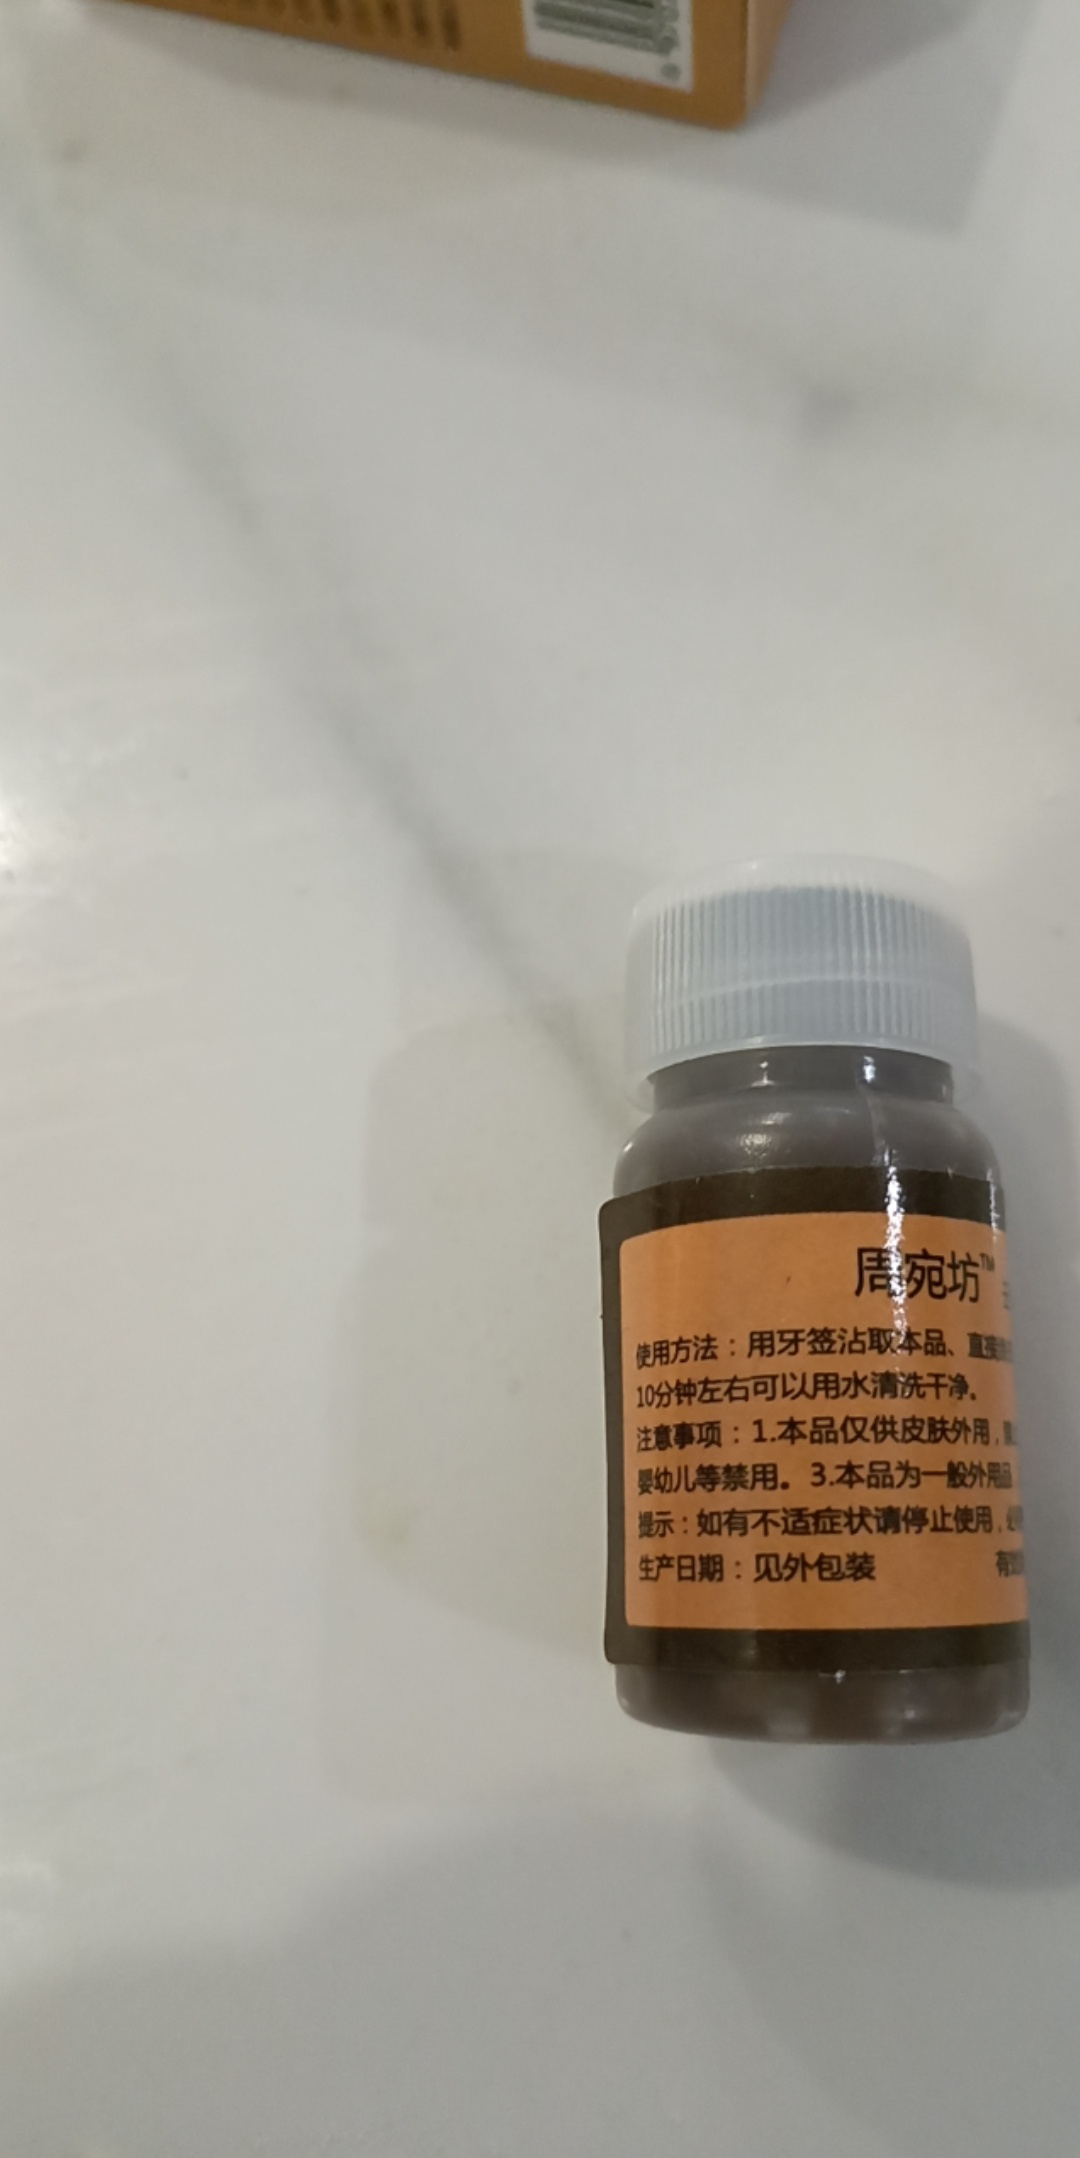 周宛坊™
使用方法：用牙签沾取本品、直接
10分钟左右可以用水清洗干净。
注意事项：1.本品仅供皮肤外用，
婴幼儿等禁用。3.本品为一般外用品
提示：如有不适症状请停止使用，
生产日期：见外包装 有效